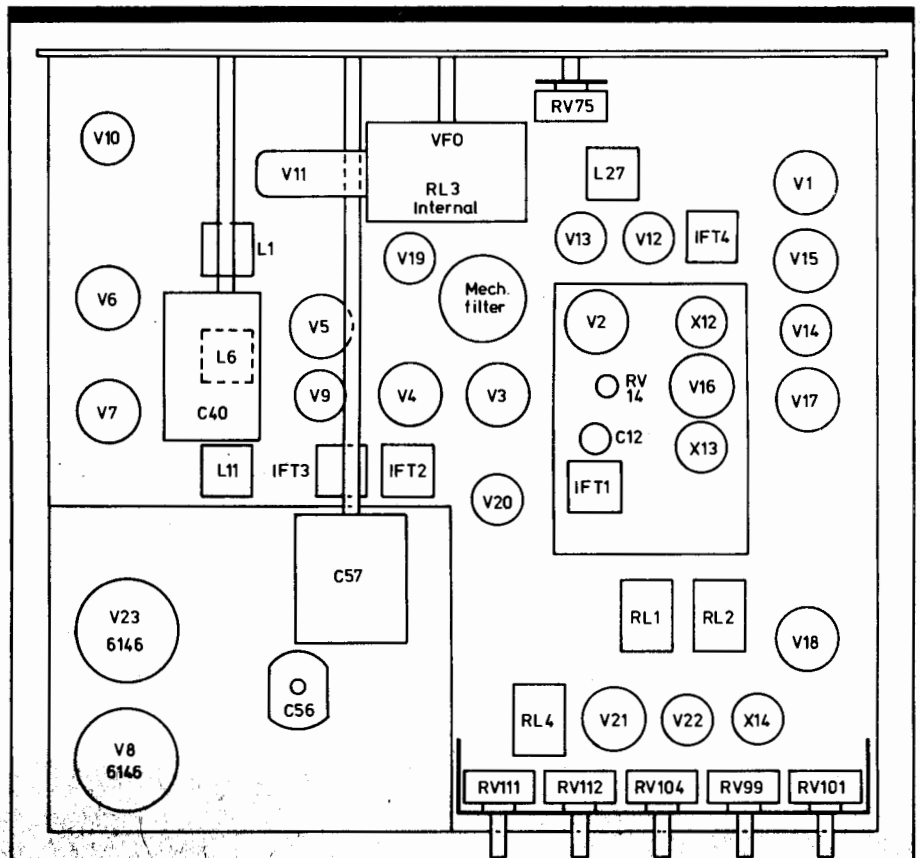 RV75
V10
VFO
V11
L27
RL3
Internal
V1
V13
V12
IFT4
L1
V19
V15
V6
Mech.
filter
V5
V2
X12
V14
L6
V9
V4
V3
RV
14
V16
V17
V7
C40
C12
X13
L11
IFT3
IFT2
IFT1
V20
C57
V23
6146
RL1
RL2
V18
C56
RL4
V21
V22
X14
V8
6146
RV111
RV112
RV104
RV99
RV101